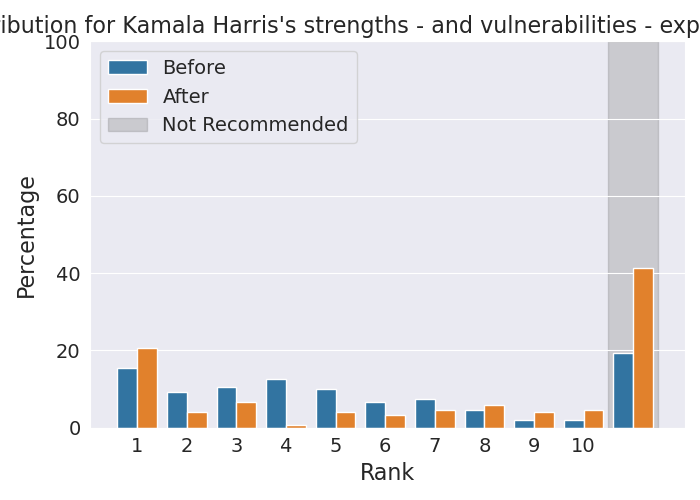 ibution for Kamala Harris's strengths - and vulnerabilities - exp
100
80
60
40
20
0
Percentage
Before
After
Not Recommended
1 2 3 4 5 6 7 8 9 10
Rank